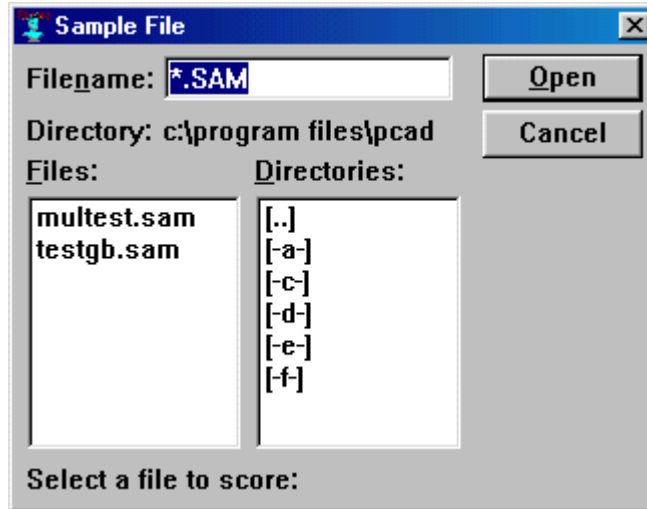 Sample File
Filename: *.SAM
Open
Directory: c:\program files\pcad
Cancel
Files:
Directories:
multest.sam
testgb.sam
[..]
[-a-]
[-c-]
[-d-]
[-e-]
[-f-]
Select a file to score: